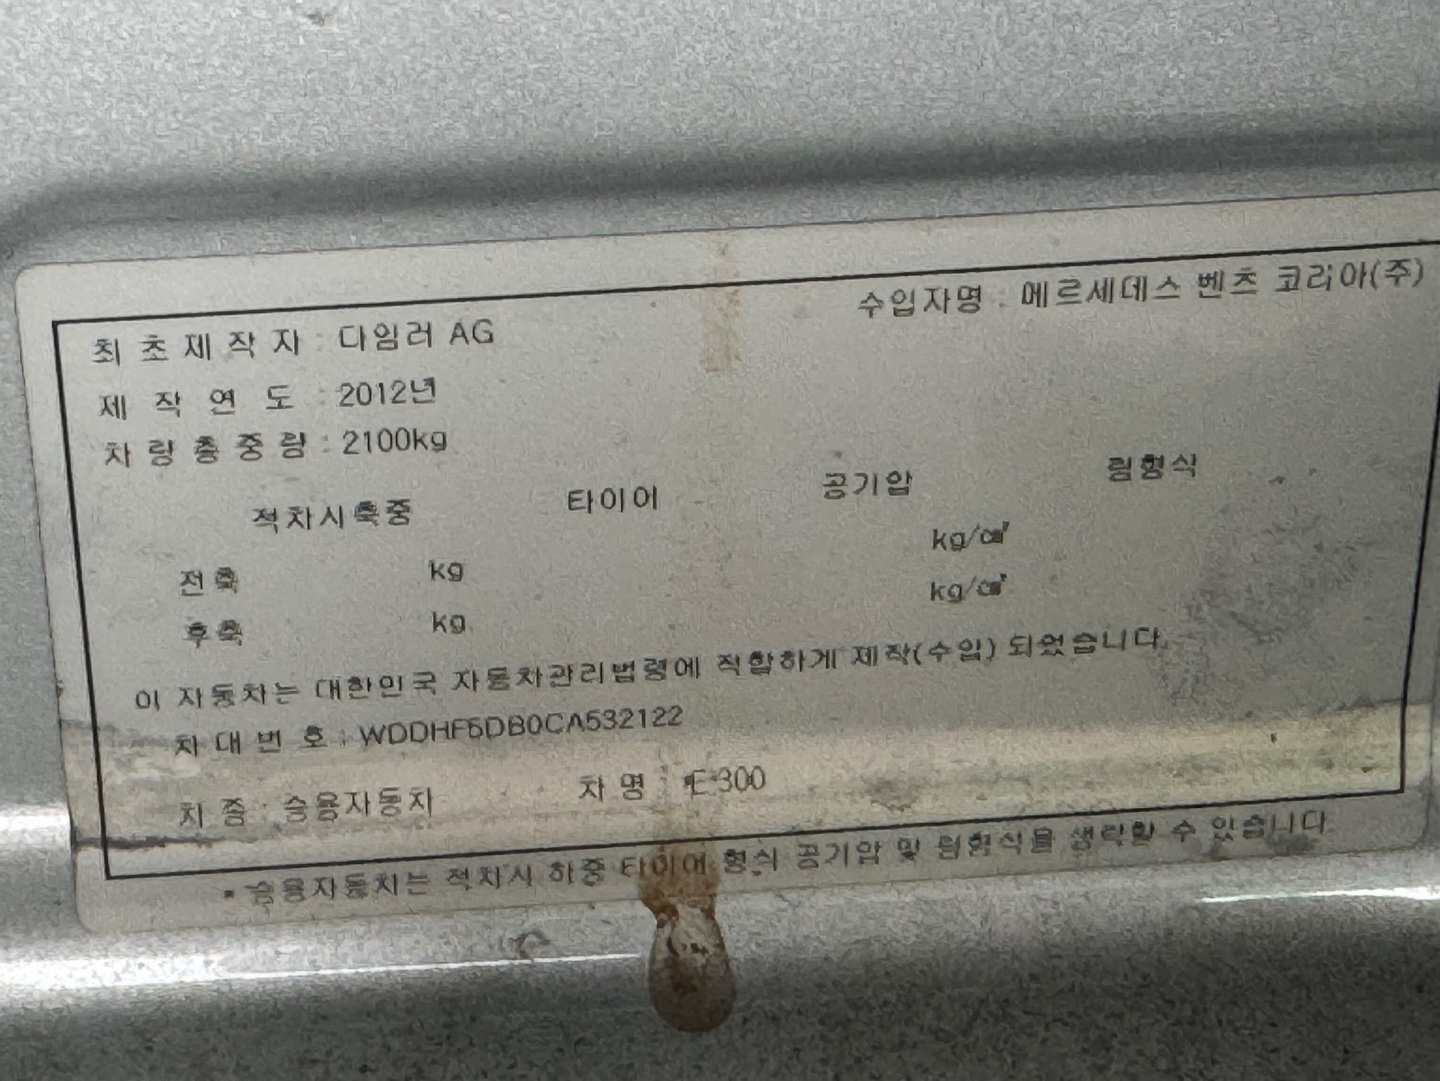 최초제작자 : 다임러 AG 수입자명 : 메르세데스 벤츠 코리아(주)
제작연도 : 2012년
차량총중량 : 2100kg
적차시축중 타이어 공기압 림형식
전축 kg kg/㎠
후축 kg kg/㎠
이 자동차는 대한민국 자동차관리법령에 적합하게 제작(수입) 되었습니다.
차대번호 : WDDHF5DB0CA532122
차종 : 승용자동차 차명 : E 300
* 승용자동차는 적차시 하중 타이어 형식 공기압 및 림형식을 생략할 수 있습니다.